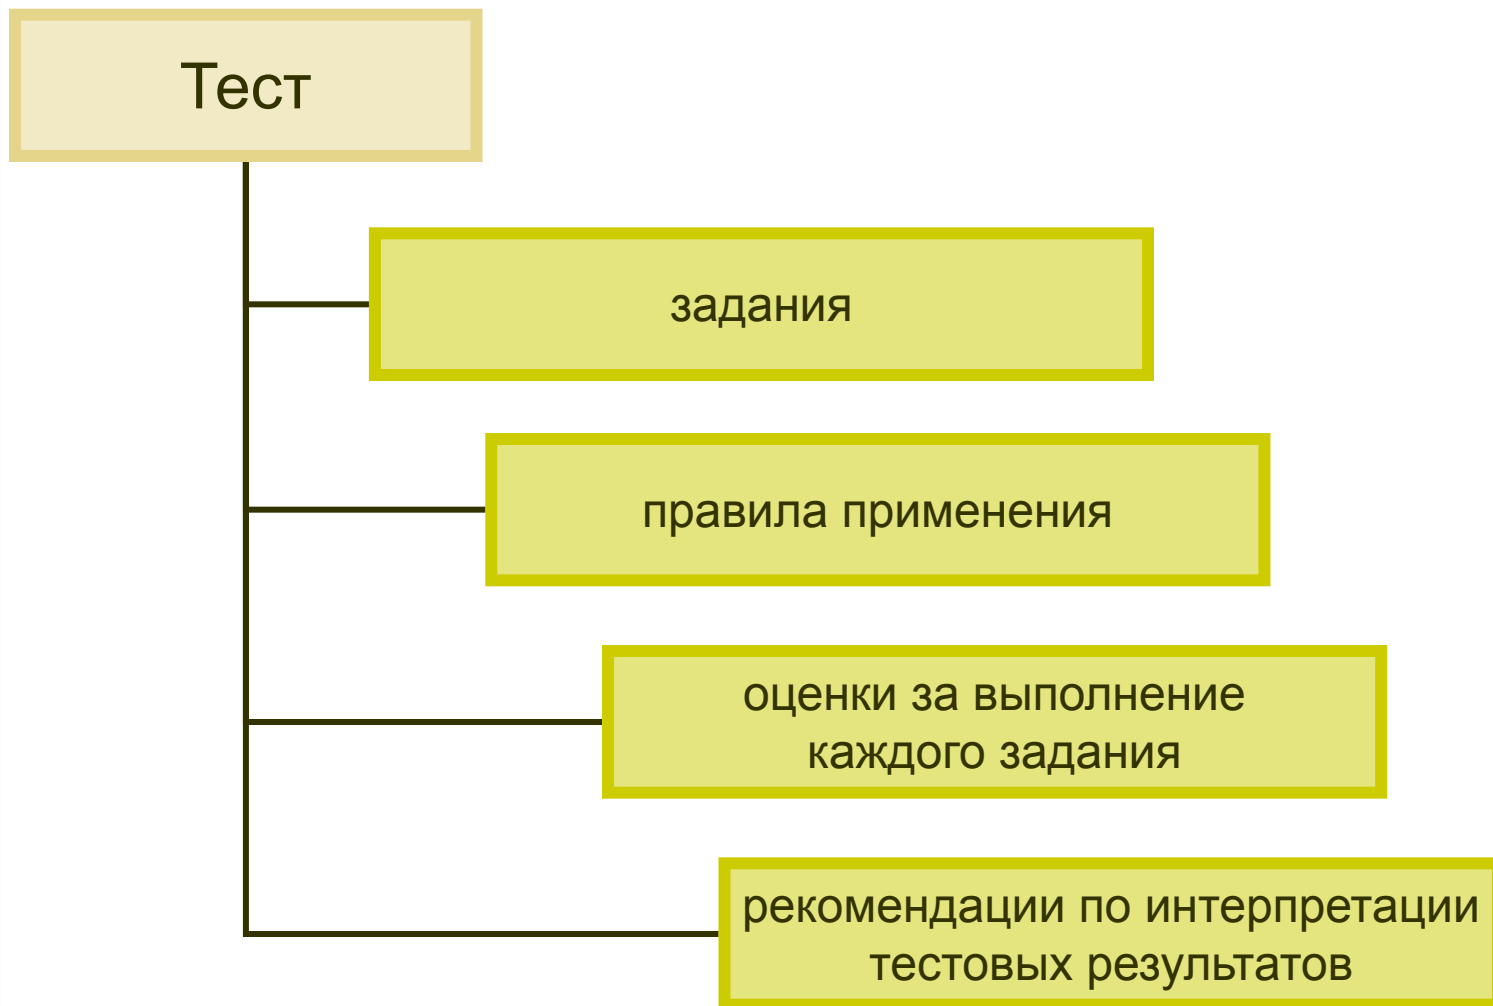 Тест
задания
правила применения
оценки за выполнение
каждого задания
рекомендации по интерпретации
тестовых результатов